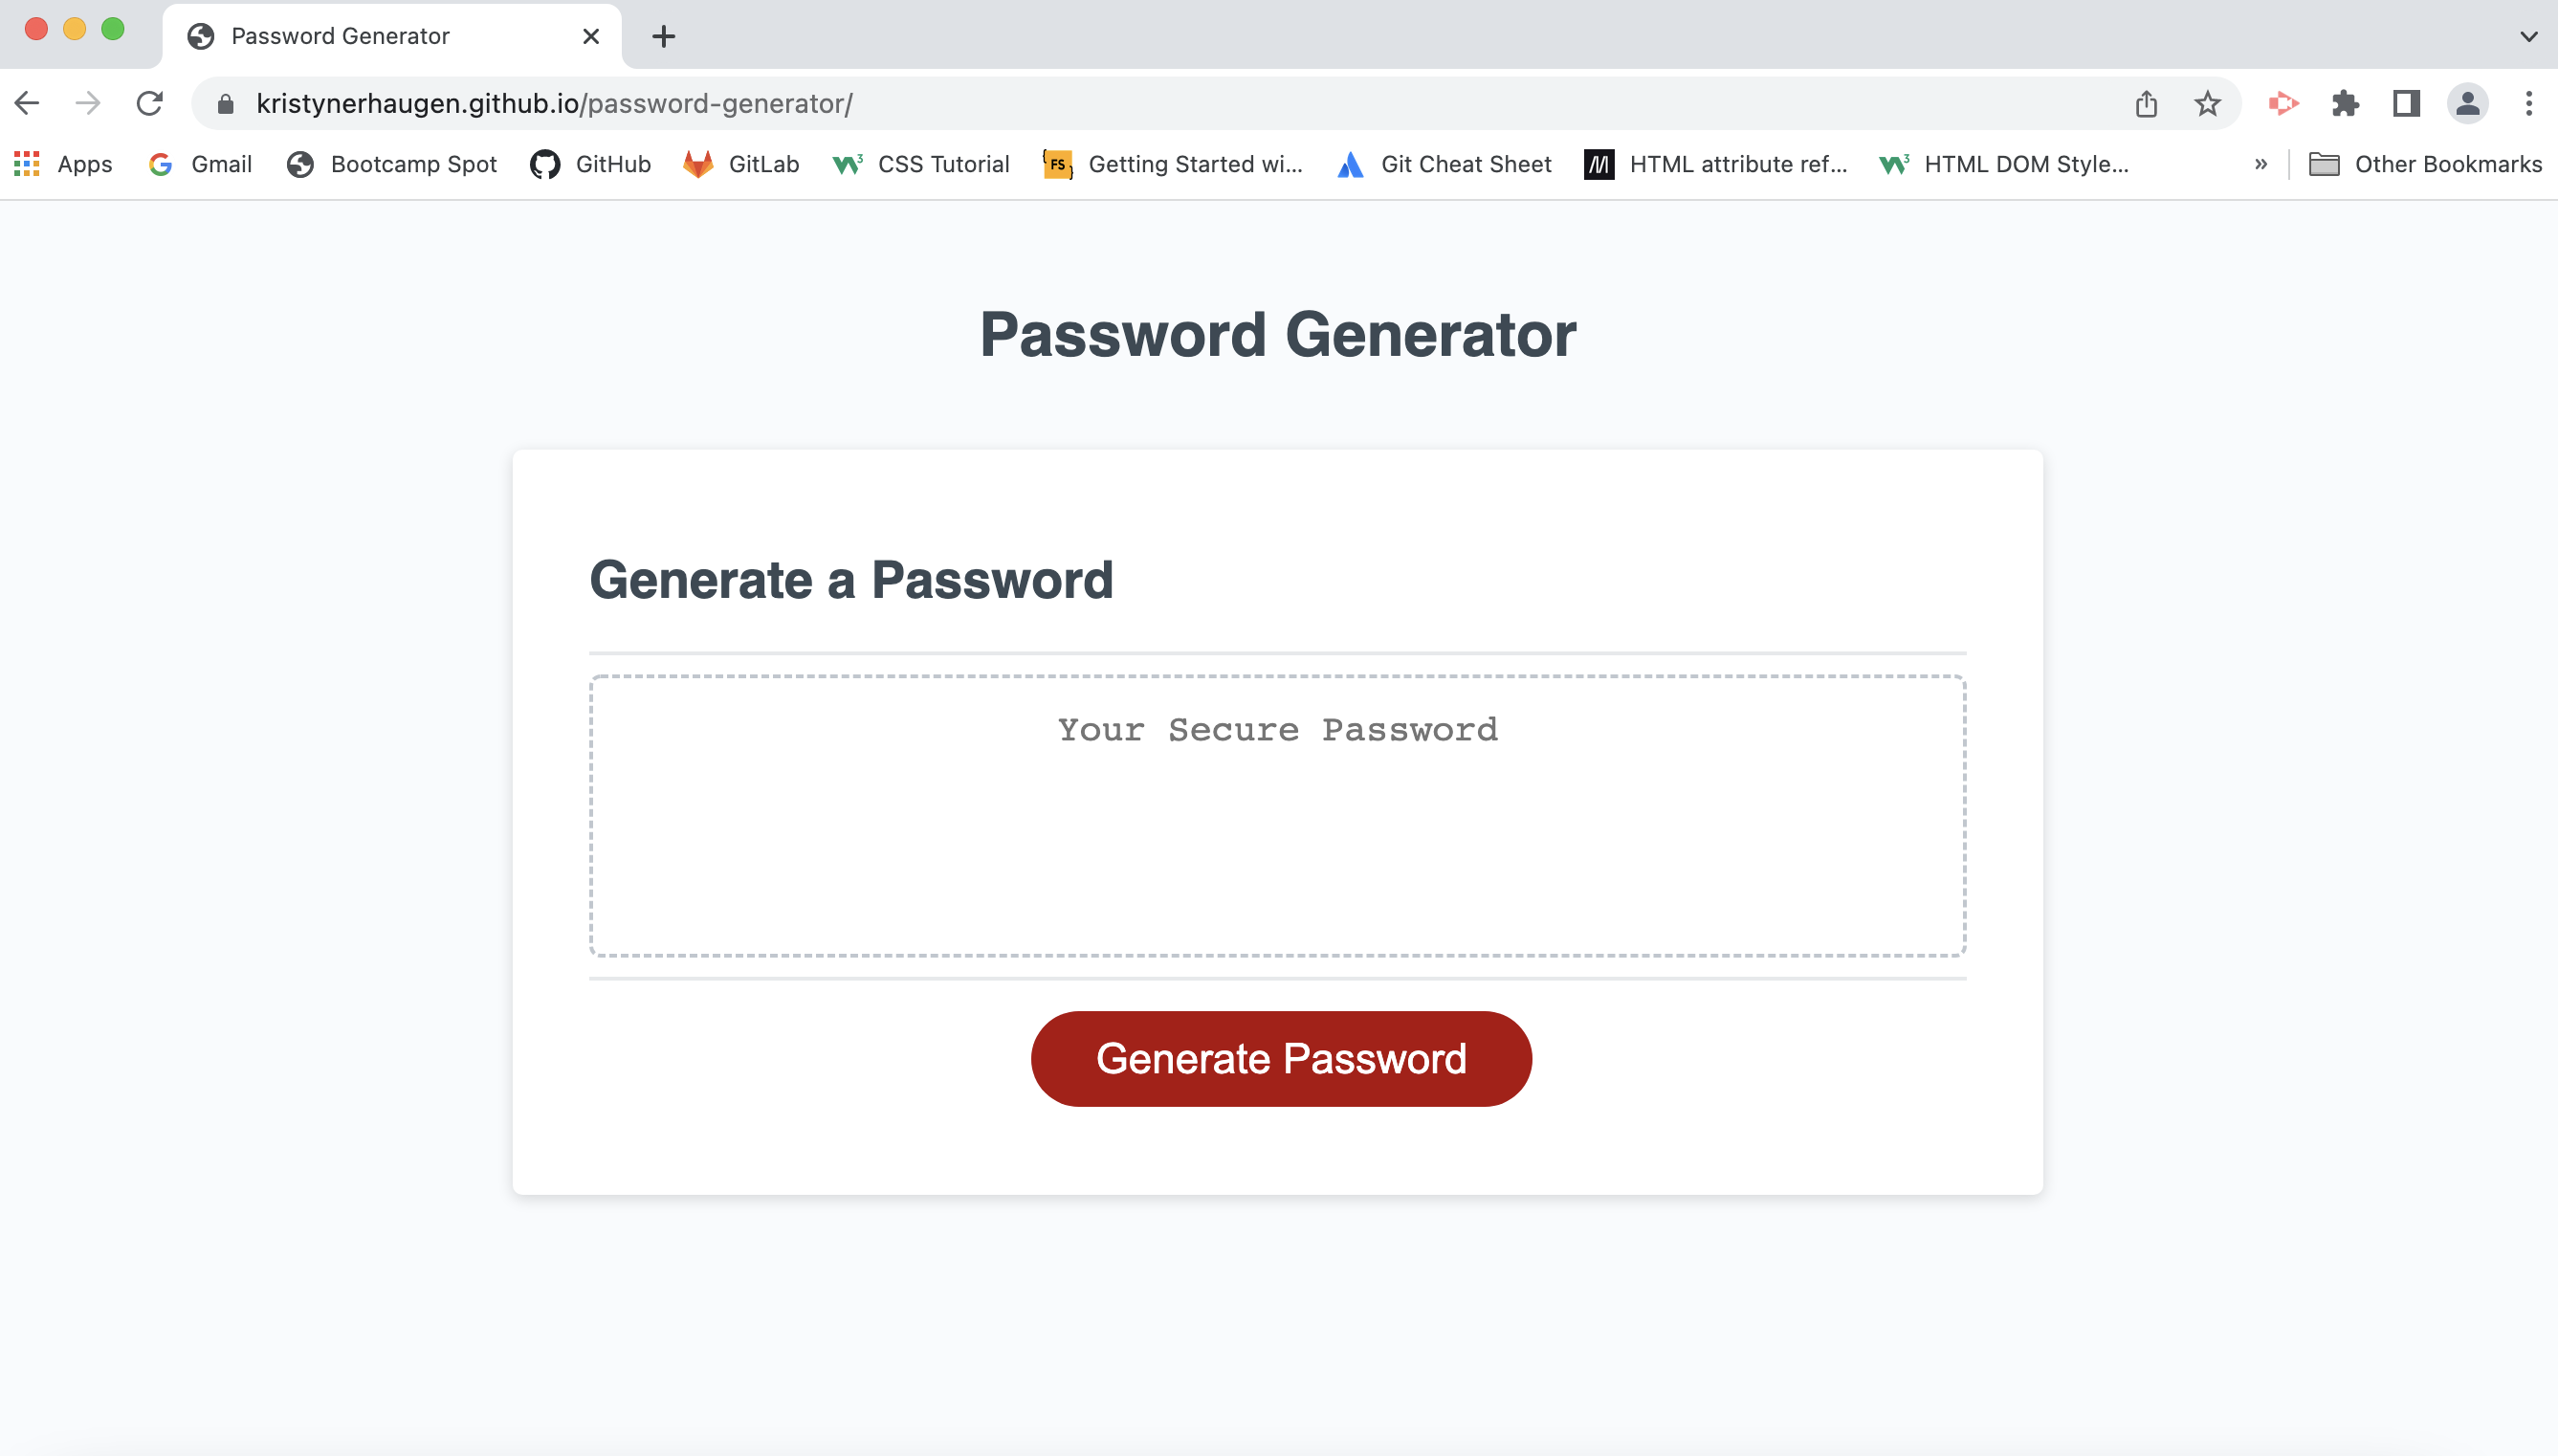 Password Generator
kristynerhaugen.github.io/password-generator/
Apps Gmail Bootcamp Spot GitHub GitLab CSS Tutorial Getting Started wi... Git Cheat Sheet HTML attribute ref... HTML DOM Style... » Other Bookmarks
Password Generator
Generate a Password
Your Secure Password
Generate Password